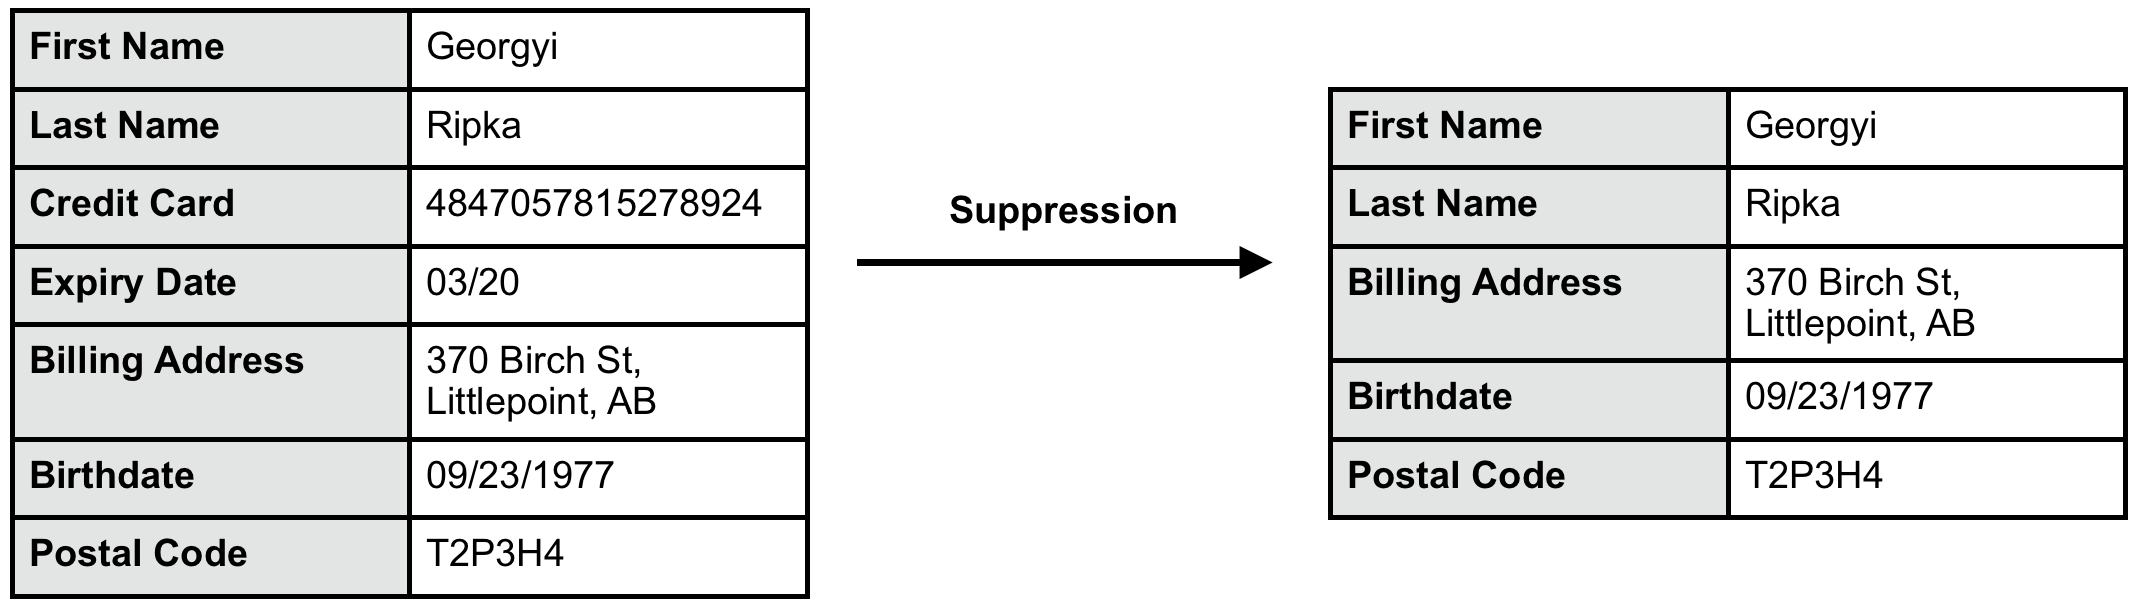 First Name Georgyi
Last Name Ripka
Credit Card 4847057815278924
Expiry Date 03/20
Billing Address 370 Birch St,
Littlepoint, AB
Birthdate 09/23/1977
Postal Code T2P3H4
Suppression
First Name Georgyi
Last Name Ripka
Billing Address 370 Birch St,
Littlepoint, AB
Birthdate 09/23/1977
Postal Code T2P3H4